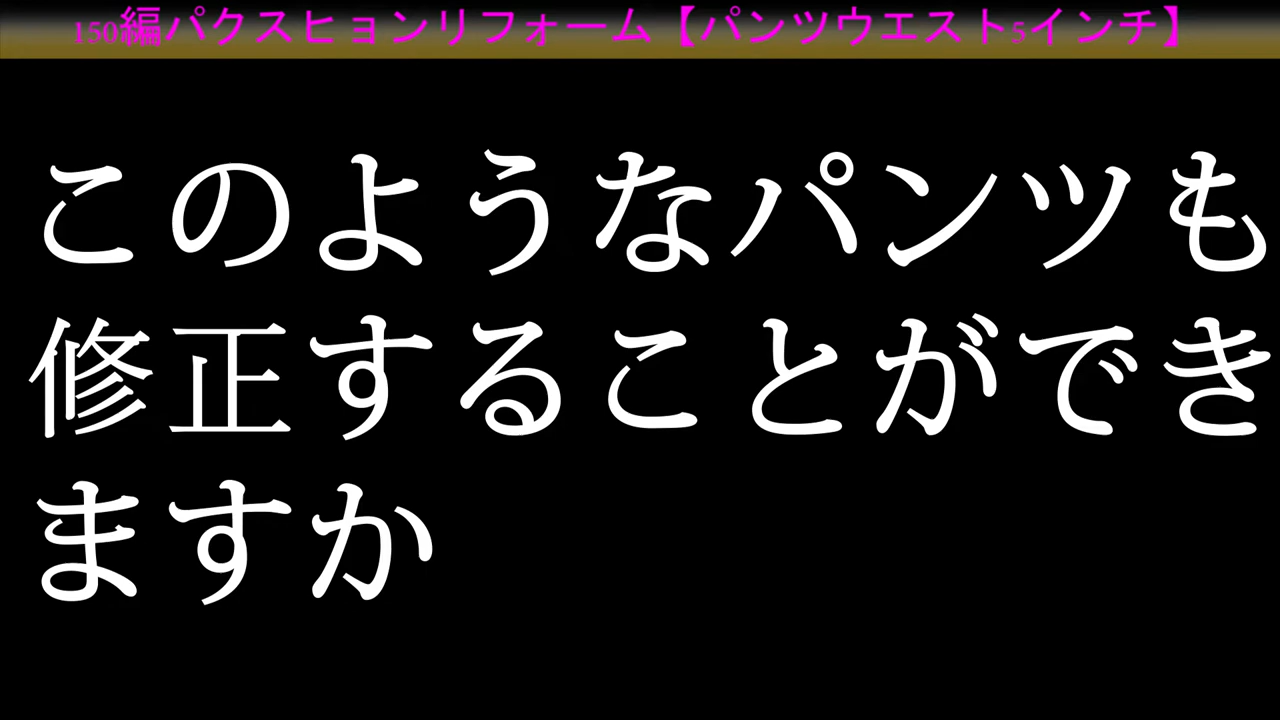 150編パクスヒョンリフォーム【パンツウエスト5インチ】
このようなパンツも
修正することができ
ますか